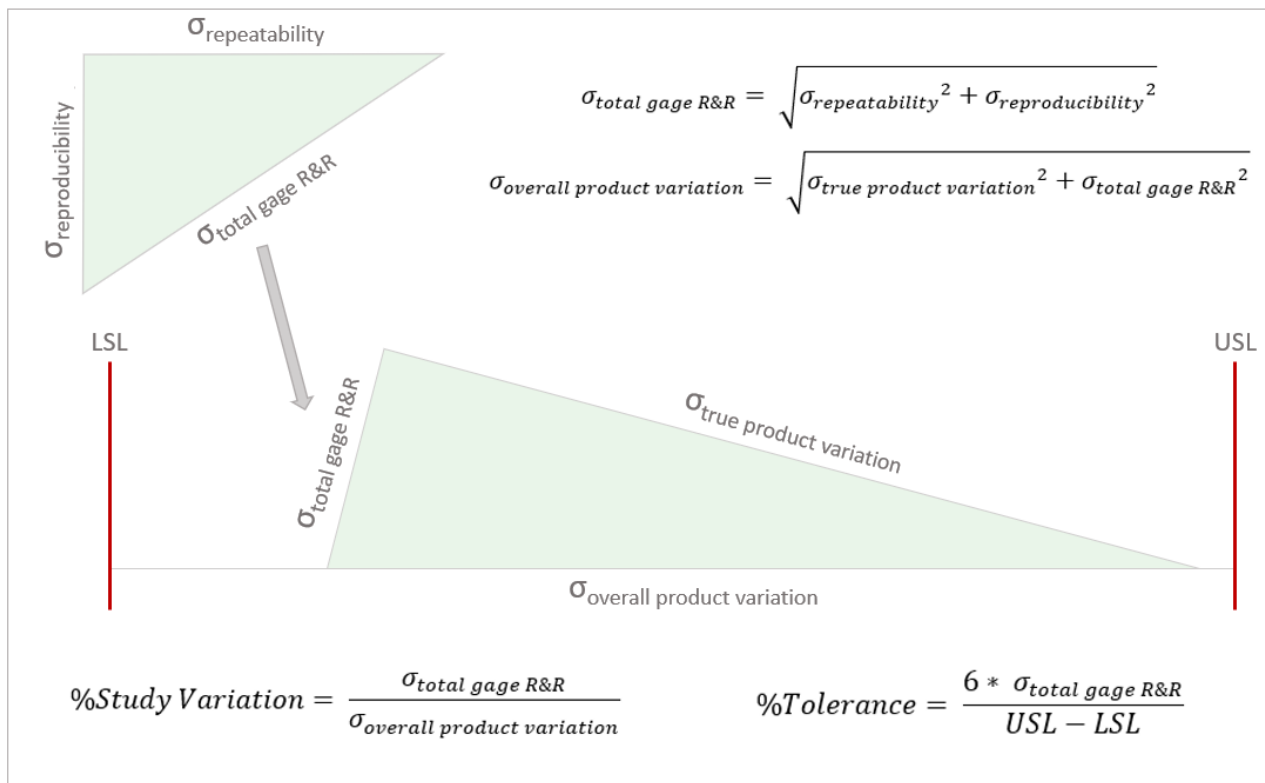 σrepeatability
σreproducibility
σtotal gage R&R
σtotal gage R&R = √(σrepeatability² + σreproducibility²)
σoverall product variation = √(σtrue product variation² + σtotal gage R&R²)
LSL
USL
σtotal gage R&R
σtrue product variation
σoverall product variation
%Study Variation = σtotal gage R&R / σoverall product variation
%Tolerance = 6 * σtotal gage R&R / USL − LSL